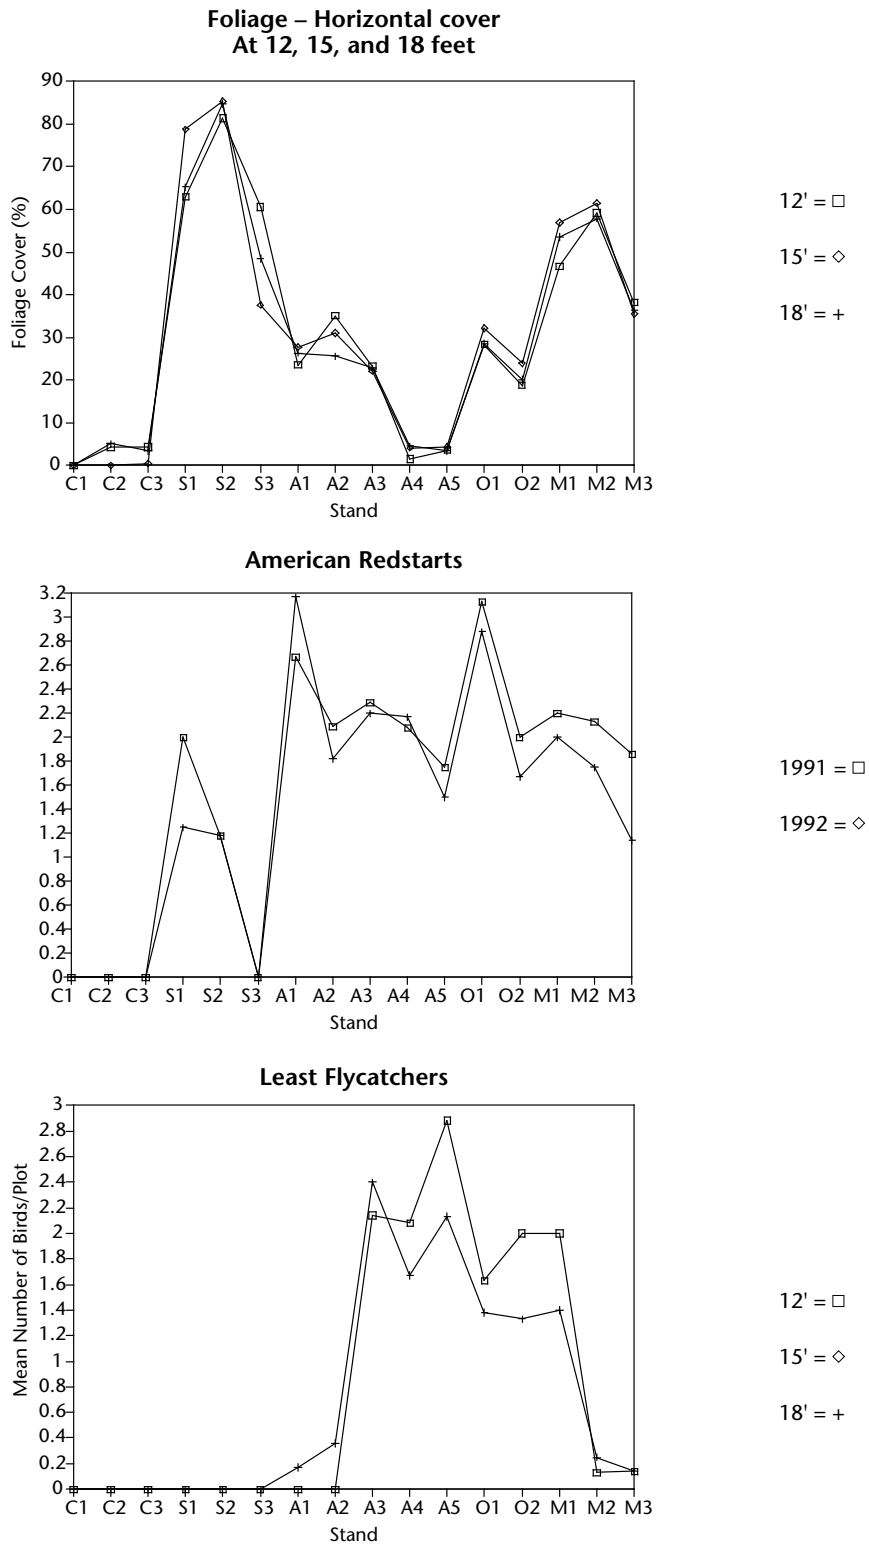 Foliage – Horizontal cover
At 12, 15, and 18 feet
90
80
70
60
50
40
30
20
10
0
Foliage Cover (%)
C1 C2 C3 S1 S2 S3 A1 A2 A3 A4 A5 O1 O2 M1 M2 M3
Stand
12' = □
15' = ◇
18' = +
American Redstarts
3.2
3
2.8
2.6
2.4
2.2
2
1.8
1.6
1.4
1.2
1
0.8
0.6
0.4
0.2
0
C1 C2 C3 S1 S2 S3 A1 A2 A3 A4 A5 O1 O2 M1 M2 M3
Stand
1991 = □
1992 = ◇
Least Flycatchers
3
2.8
2.6
2.4
2.2
2
1.8
1.6
1.4
1.2
1
0.8
0.6
0.4
0.2
0
Mean Number of Birds/Plot
C1 C2 C3 S1 S2 S3 A1 A2 A3 A4 A5 O1 O2 M1 M2 M3
Stand
12' = □
15' = ◇
18' = +